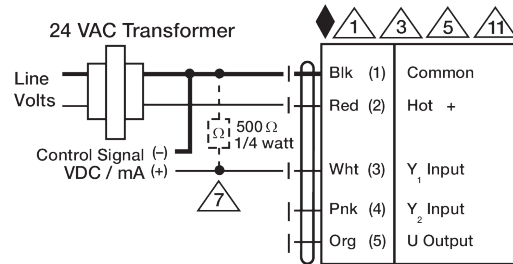 24 VAC Transformer
1 3 5 11
Line
Volts
Blk (1) Common
Red (2) Hot +
Ω 500 Ω
1/4 watt
Control Signal (-)
VDC / mA (+)
7
Wht (3) Y1 Input
Pnk (4) Y2 Input
Org (5) U Output